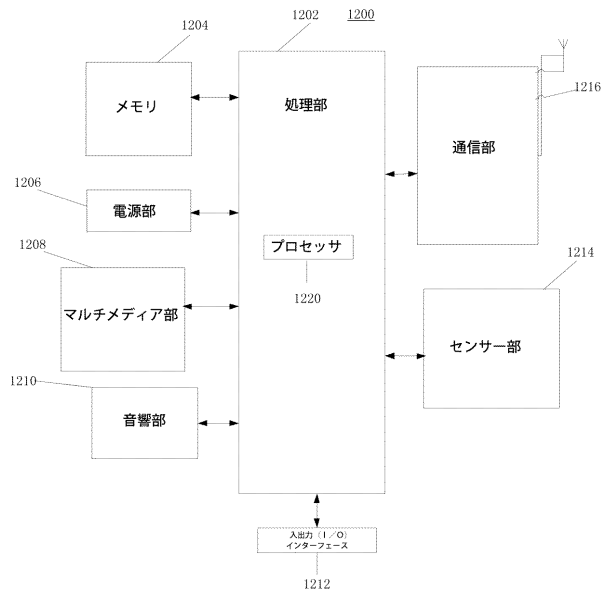 1202
1200
1204
メモリ
処理部
1216
通信部
1206
電源部
プロセッサ
1220
1208
マルチメディア部
1214
センサー部
1210
音響部
入出力（I／O）
インターフェース
1212